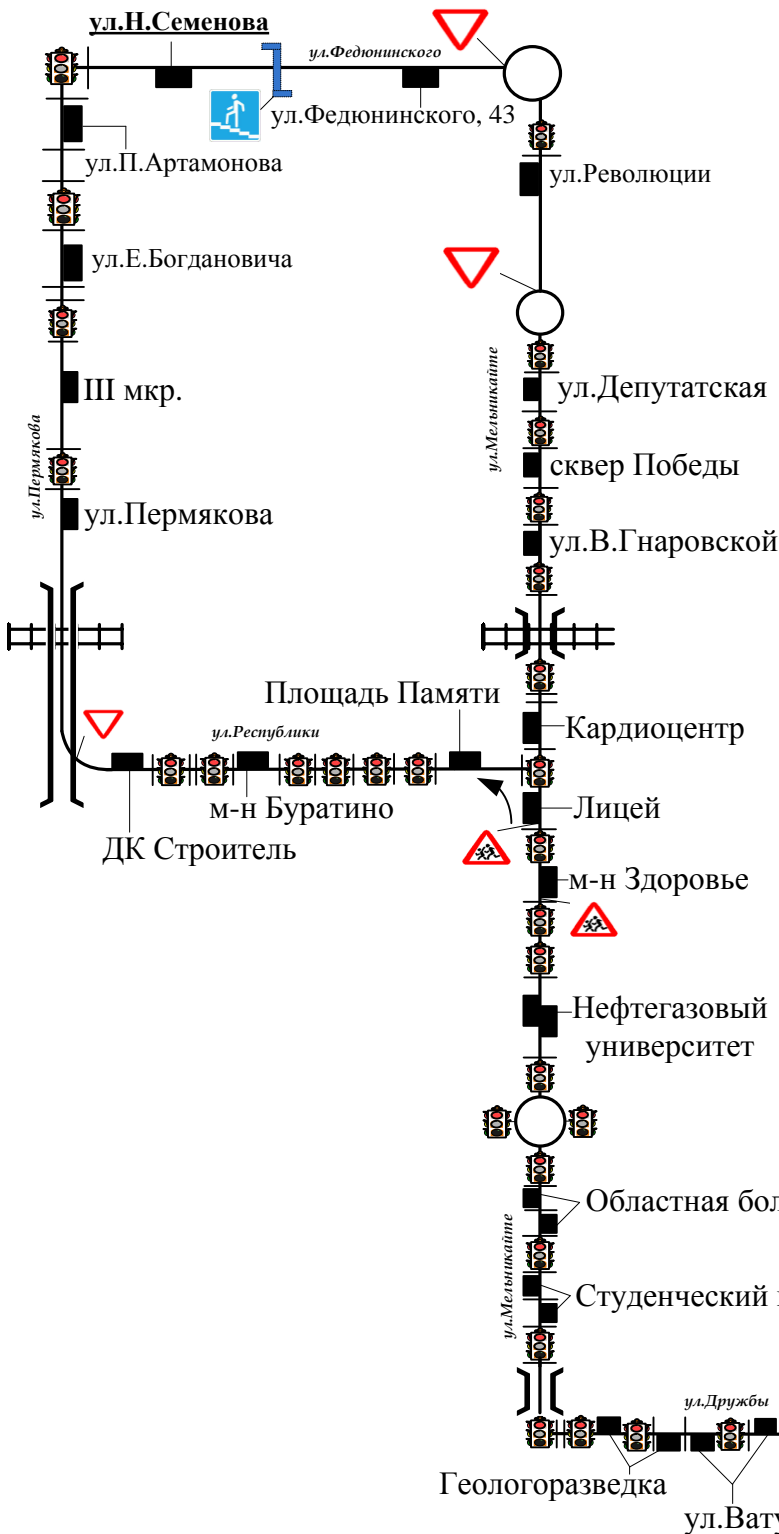 ул.Н.Семенова
ул.Федюнинского
ул.Федюнинского, 43
ул.П.Артамонова
ул.Революции
ул.Е.Богдановича
III мкр.
ул.Депутатская
ул.Мельникайте
сквер Победы
ул.Пермякова
ул.Пермякова
ул.В.Гнаровской
Площадь Памяти
ул.Республики
Кардиоцентр
м-н Буратино
Лицей
ДК Строитель
м-н Здоровье
Нефтегазовый
университет
Областная
ул.Мельникайте
Студенческий
ул.Дружбы
Геологоразведка